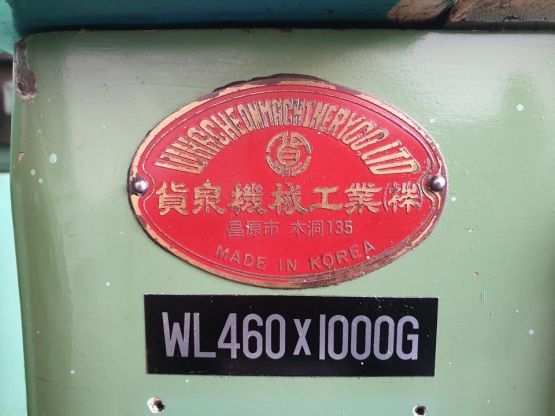 WHACHEON MACHINERY CO. LTD
貨
貨泉機械工業(株)
昌原市 木洞135
MADE IN KOREA
WL460X1000G